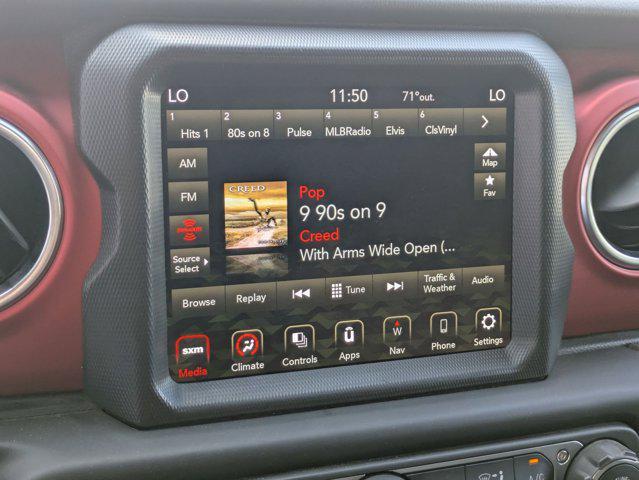 LO 11:50 71°out. LO
1 Hits 1 2 80s on 8 3 Pulse 4 MLBRadio 5 Elvis 6 ClsVinyl
AM
Map
FM
Fav
CREED
Pop
9 90s on 9
Creed
With Arms Wide Open (...
Source
Select
Browse Replay Tune Traffic &
Weather Audio
sxm
Media Climate Controls Apps W
Nav Phone Settings